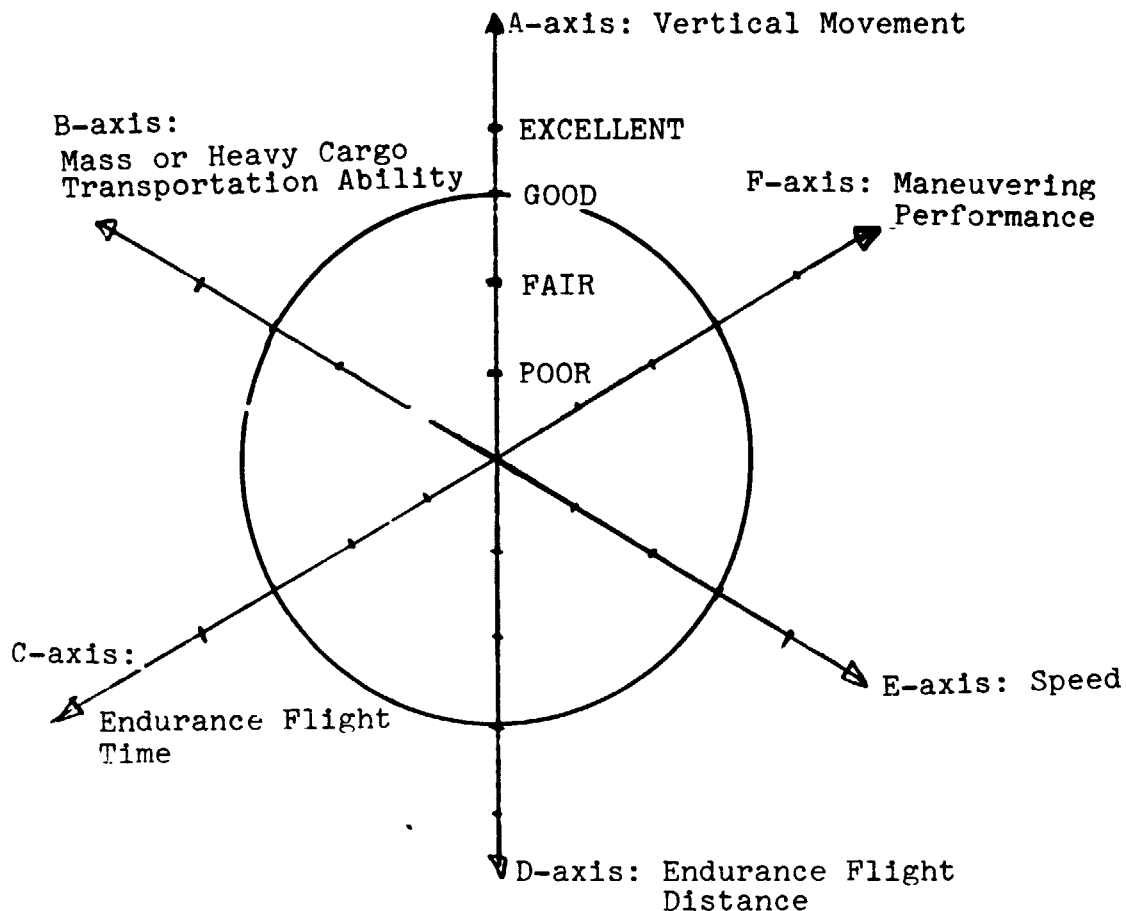 A-axis: Vertical Movement
B-axis:
Mass or Heavy Cargo
Transportation Ability
EXCELLENT
GOOD
F-axis: Maneuvering
Performance
FAIR
POOR
C-axis:
Endurance Flight
Time
E-axis: Speed
D-axis: Endurance Flight
Distance